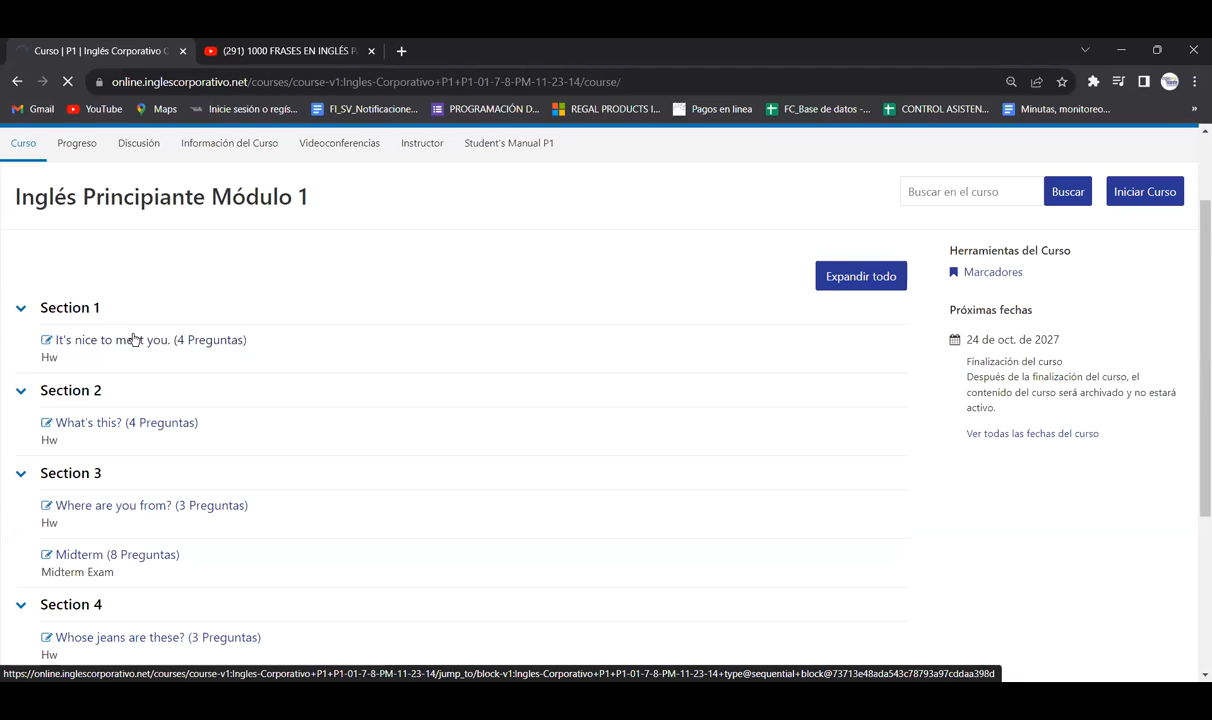 Curso | P1 | Inglés Corporativo C
(291) 1000 FRASES EN INGLÉS P
online.inglescorporativo.net/courses/course-v1:Ingles-Corporativo+P1+P1-01-7-8-PM-11-23-14/course/
Gmail
YouTube
Maps
Inicie sesión o regís...
FI_SV_Notificacione...
PROGRAMACIÓN D...
REGAL PRODUCTS I...
Pagos en linea
FC_Base de datos -...
CONTROL ASISTEN...
Minutas, monitoreo...
»
Curso
Progreso
Discusión
Información del Curso
Videoconferencias
Instructor
Student's Manual P1
Inglés Principiante Módulo 1
Buscar en el curso
Buscar
Iniciar Curso
Expandir todo
Section 1
It's nice to meet you. (4 Preguntas)
Hw
Section 2
What's this? (4 Preguntas)
Hw
Section 3
Where are you from? (3 Preguntas)
Hw
Midterm (8 Preguntas)
Midterm Exam
Section 4
Whose jeans are these? (3 Preguntas)
Hw
Herramientas del Curso
Marcadores
Próximas fechas
24 de oct. de 2027
Finalización del curso
Después de la finalización del curso, el
contenido del curso será archivado y no estará
activo.
Ver todas las fechas del curso
https://online.inglescorporativo.net/courses/course-v1:Ingles-Corporativo+P1+P1-01-7-8-PM-11-23-14/jump_to/block-v1:Ingles-Corporativo+P1+P1-01-7-8-PM-11-23-14+type@sequential+block@73713e48ada543c78793a97cddaa398d